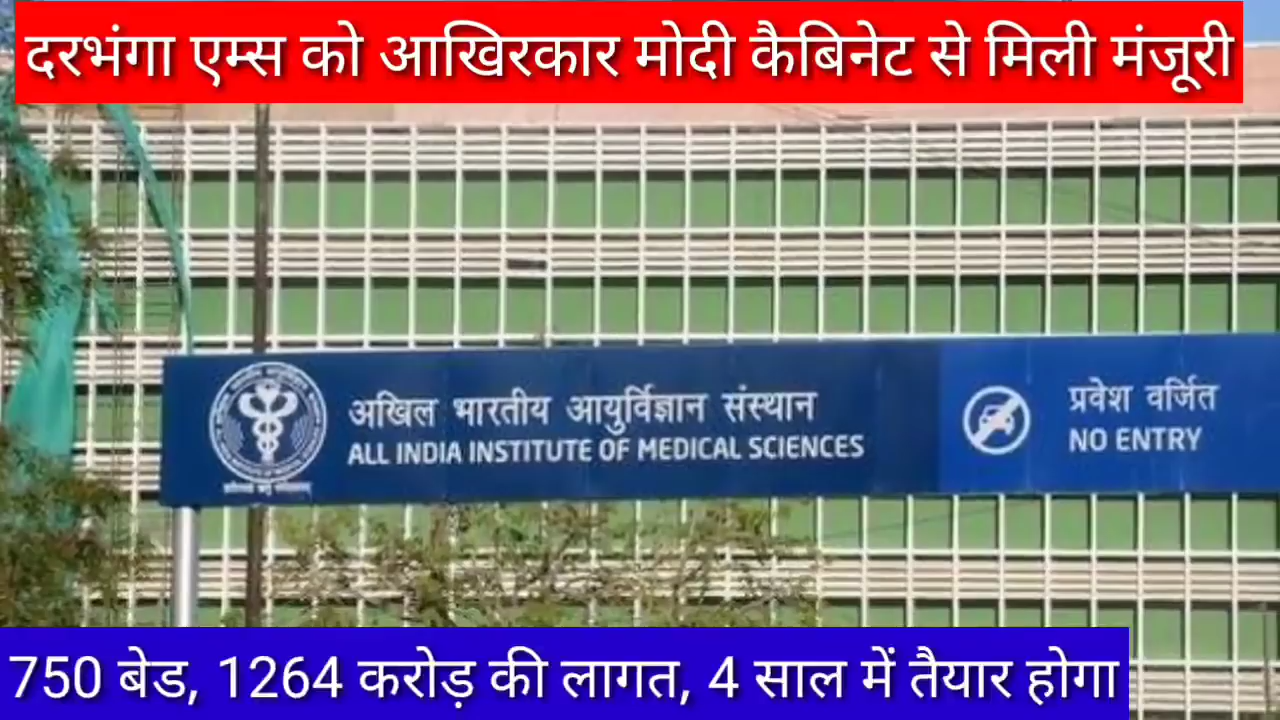 दरभंगा एम्स को आखिरकार मोदी कैबिनेट से मिली मंजूरी
अखिल भारतीय आयुर्विज्ञान संस्थान
ALL INDIA INSTITUTE OF MEDICAL SCIENCES
प्रवेश वर्जित
NO ENTRY
750 बेड, 1264 करोड़ की लागत, 4 साल में तैयार होगा